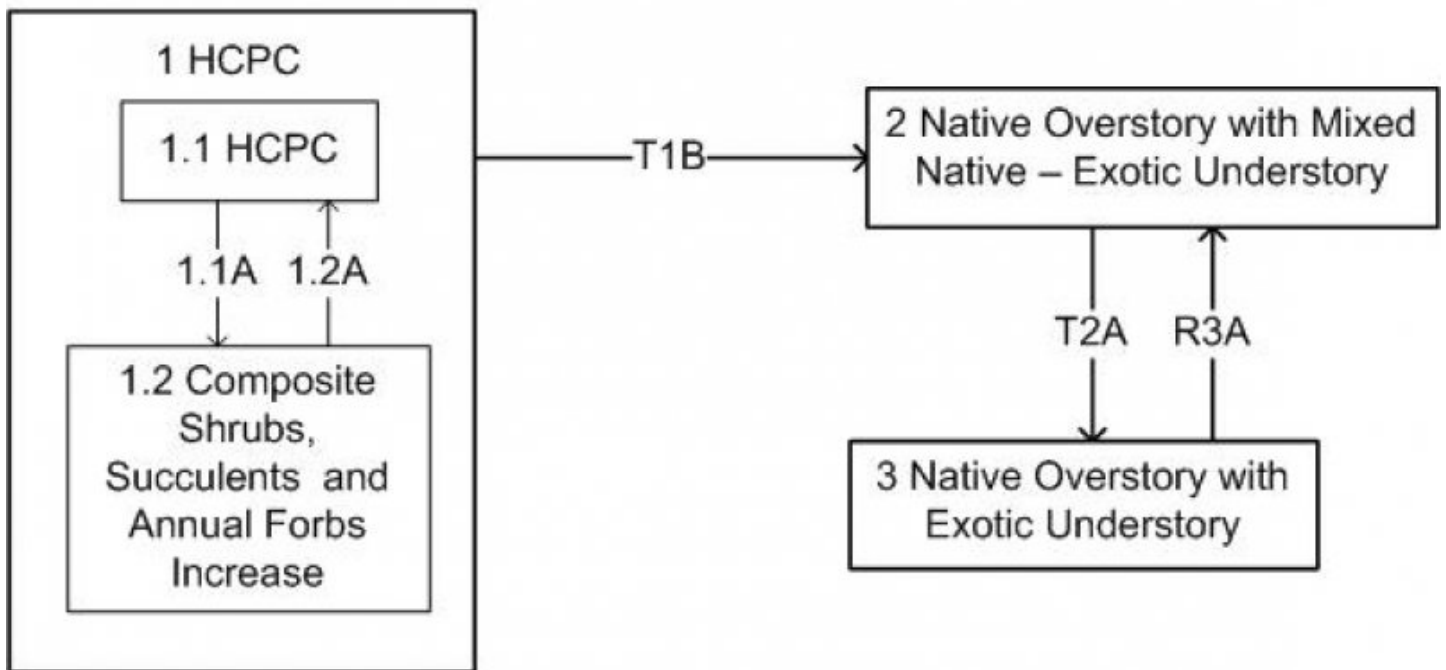 1 HCPC
1.1 HCPC
1.1A
1.2A
1.2 Composite
Shrubs,
Succulents and
Annual Forbs
Increase
T1B
2 Native Overstory with Mixed
Native – Exotic Understory
T2A
R3A
3 Native Overstory with
Exotic Understory